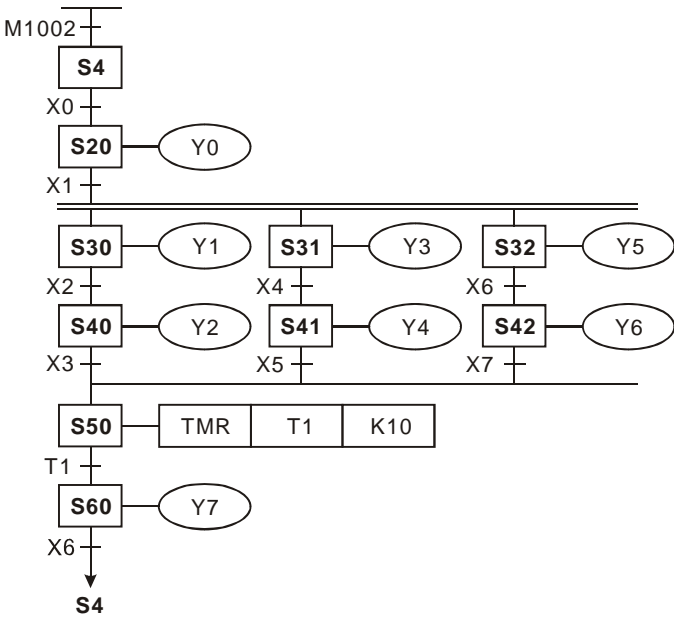 M1002
S4
X0
S20 Y0
X1
S30 Y1 S31 Y3 S32 Y5
X2 X4 X6
S40 Y2 S41 Y4 S42 Y6
X3 X5 X7
S50 TMR T1 K10
T1
S60 Y7
X6
S4